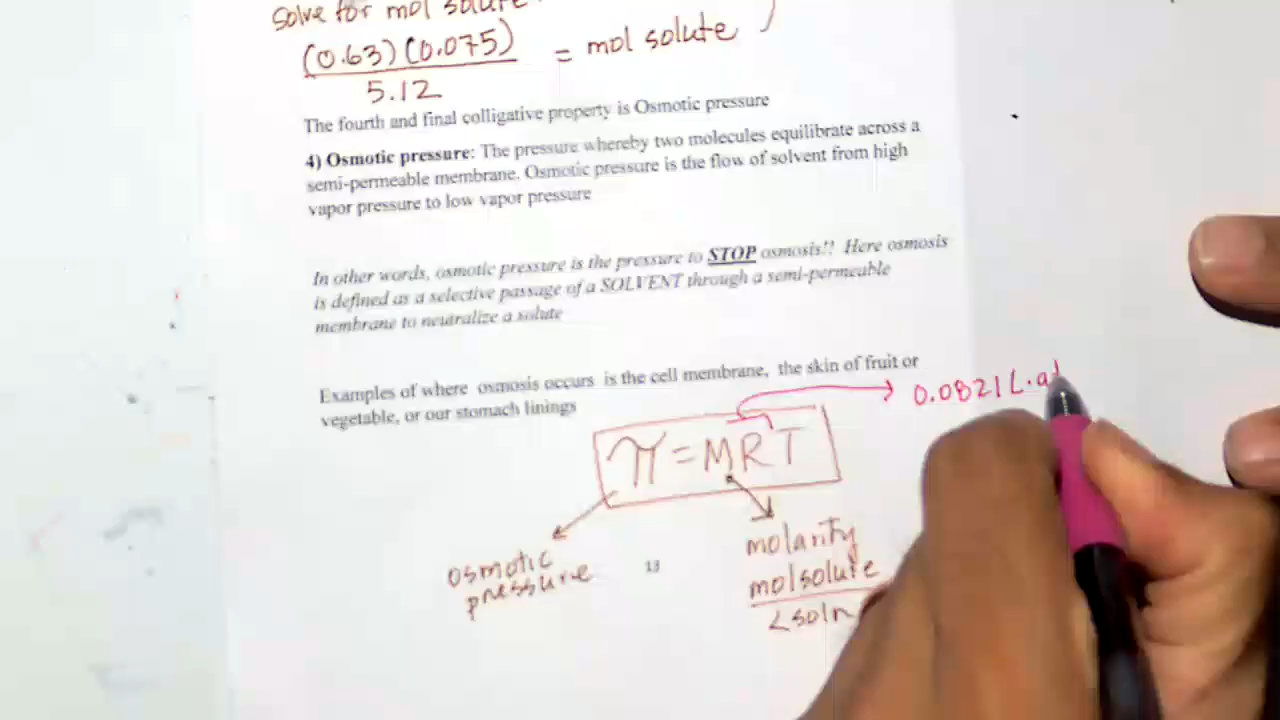 solve for mol solute
(0.63)(0.075)
= mol solute
5.12
The fourth and final colligative property is Osmotic pressure
4) Osmotic pressure: The pressure whereby two molecules equilibrate across a
semi-permeable membrane. Osmotic pressure is the flow of solvent from high
vapor pressure to low vapor pressure
In other words, osmotic pressure is the pressure to STOP osmosis!! Here osmosis
is defined as a selective passage of a SOLVENT through a semi-permeable
membrane to neutralize a solute
Examples of where osmosis occurs is the cell membrane, the skin of fruit or
vegetable, or our stomach linings
0.0821 L·at
π = MRT
osmotic
pressure
13
molarity
mol solute
L soln